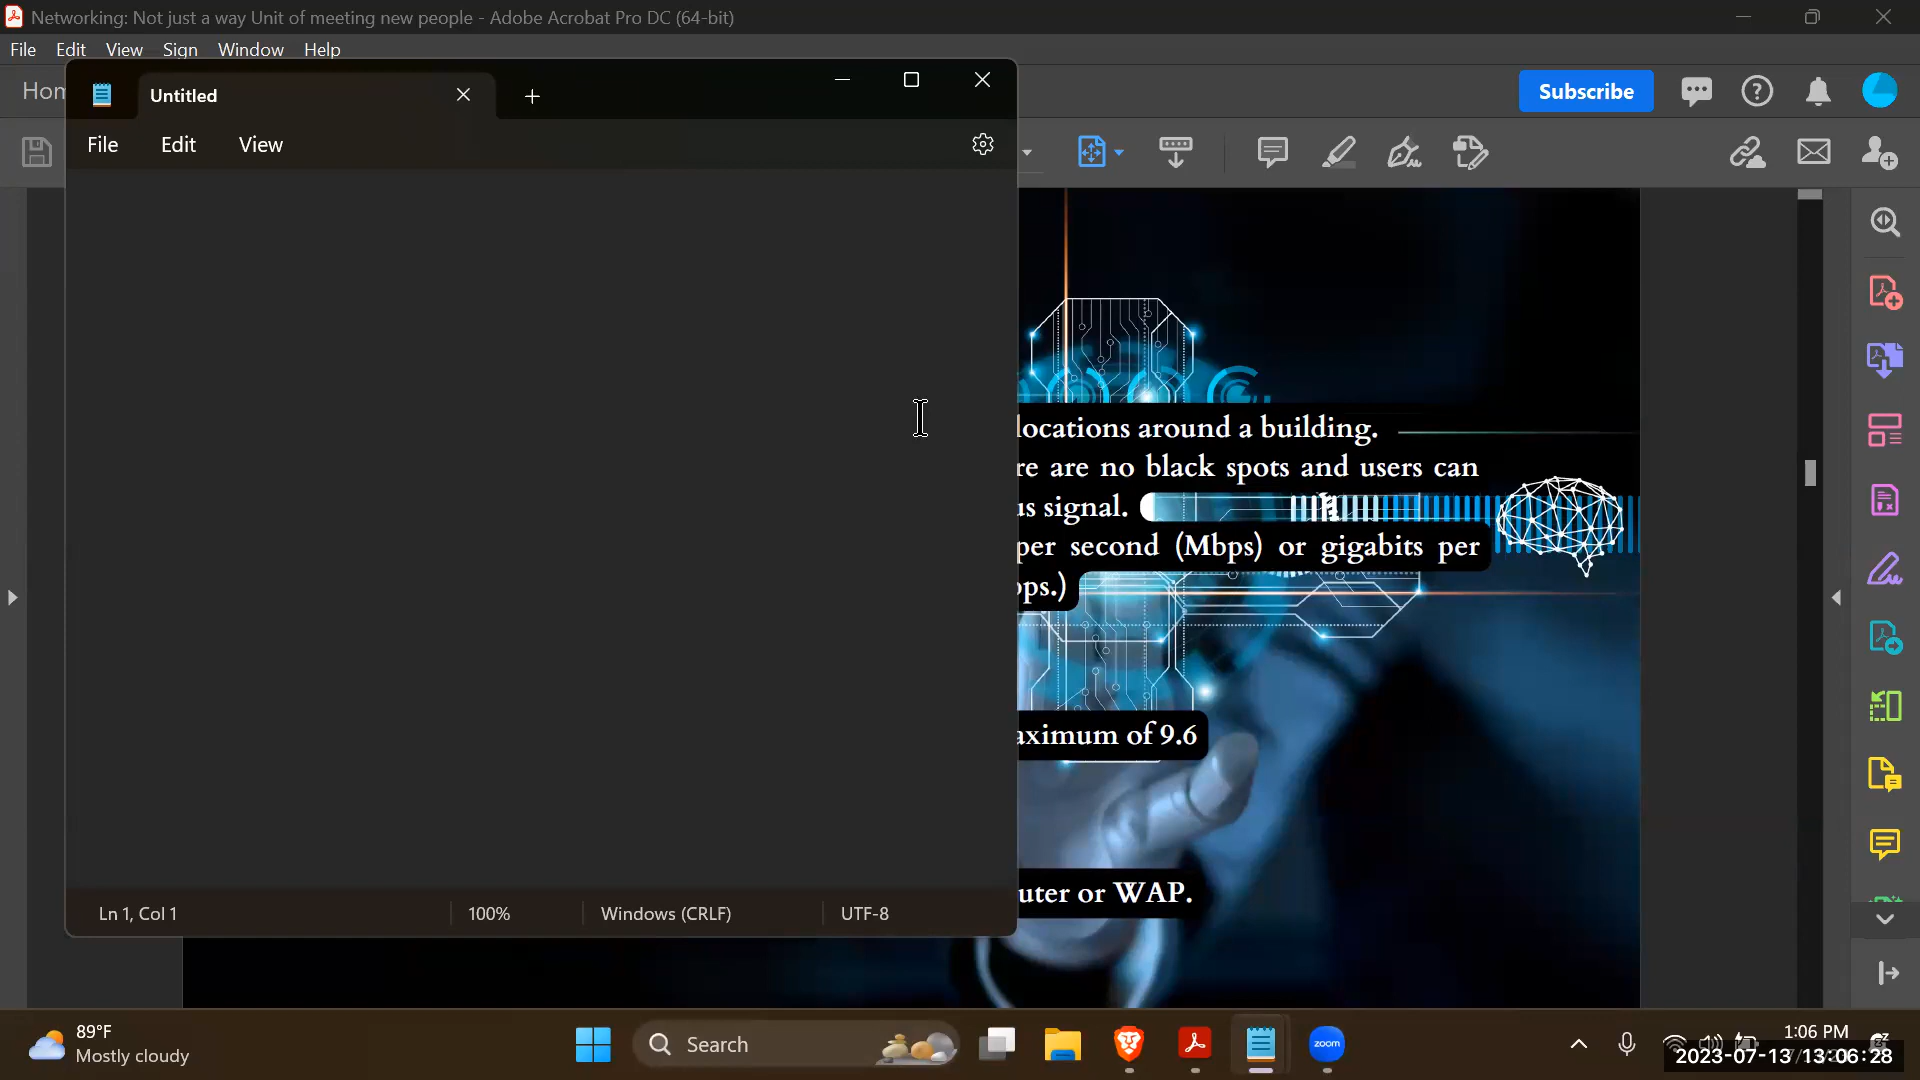 Networking: Not just a way Unit of meeting new people - Adobe Acrobat Pro DC (64-bit)
File Edit View Sign Window Help
Hom
Subscribe
Untitled
File Edit View
locations around a building.
re are no black spots and users can
us signal.
per second (Mbps) or gigabits per
ps.)
aximum of 9.6
uter or WAP.
Ln 1, Col 1 100% Windows (CRLF) UTF-8
89°F
Mostly cloudy
Search
zoom
1:06 PM
2023-07-13 13:06:28